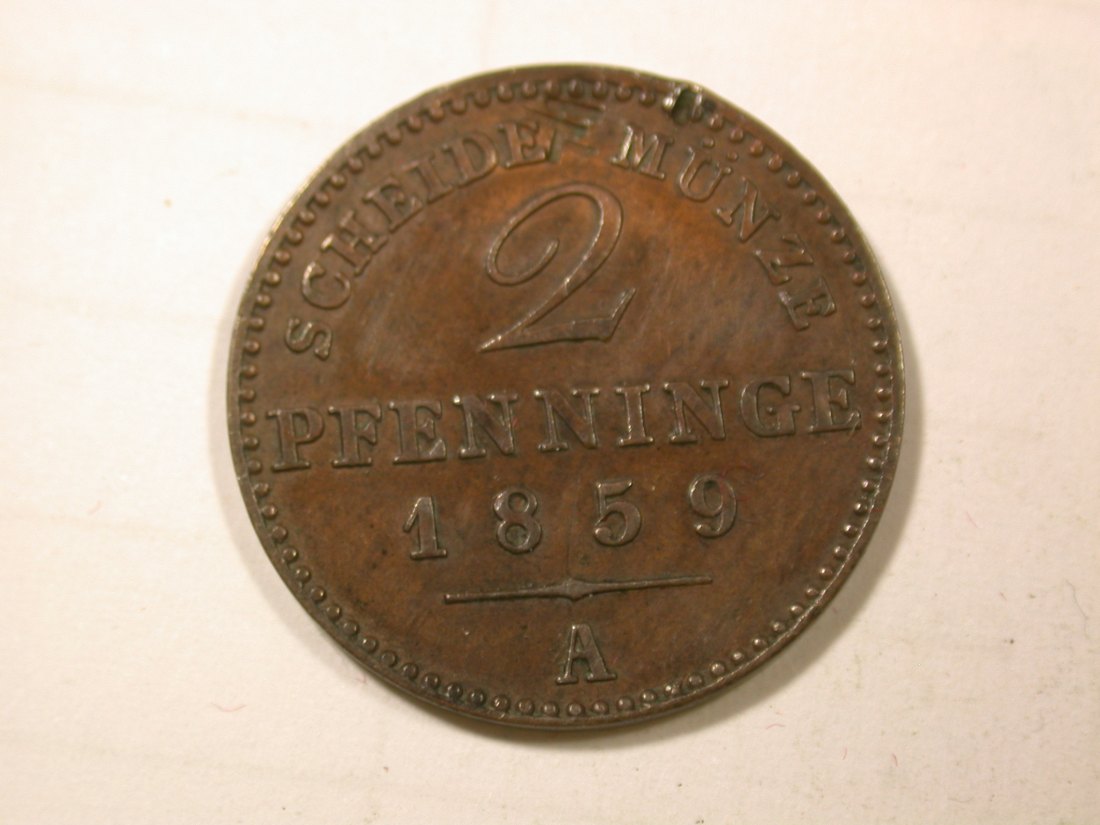 SCHEIDE-MÜNZE
2
PFENNINGE
1859
A